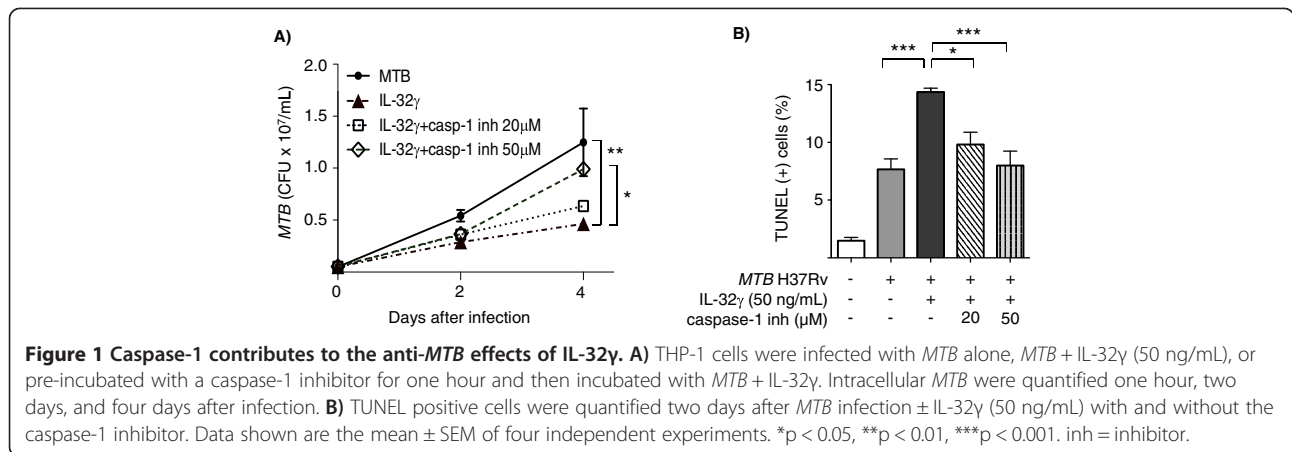 A)
2.0
1.5
1.0
0.5
MTB (CFU x 10⁷/mL)
MTB
IL-32γ
IL-32γ+casp-1 inh 20μM
IL-32γ+casp-1 inh 50μM
**
*
0 2 4
Days after infection
B)
***
*** *
15
10
5
TUNEL (+) cells (%)
MTB H37Rv - + + + +
IL-32γ (50 ng/mL) - - + + +
caspase-1 inh (μM) - - - 20 50
Figure 1 Caspase-1 contributes to the anti-MTB effects of IL-32γ. A) THP-1 cells were infected with MTB alone, MTB + IL-32γ (50 ng/mL), or
pre-incubated with a caspase-1 inhibitor for one hour and then incubated with MTB + IL-32γ. Intracellular MTB were quantified one hour, two
days, and four days after infection. B) TUNEL positive cells were quantified two days after MTB infection ± IL-32γ (50 ng/mL) with and without the
caspase-1 inhibitor. Data shown are the mean ± SEM of four independent experiments. *p < 0.05, **p < 0.01, ***p < 0.001. inh = inhibitor.